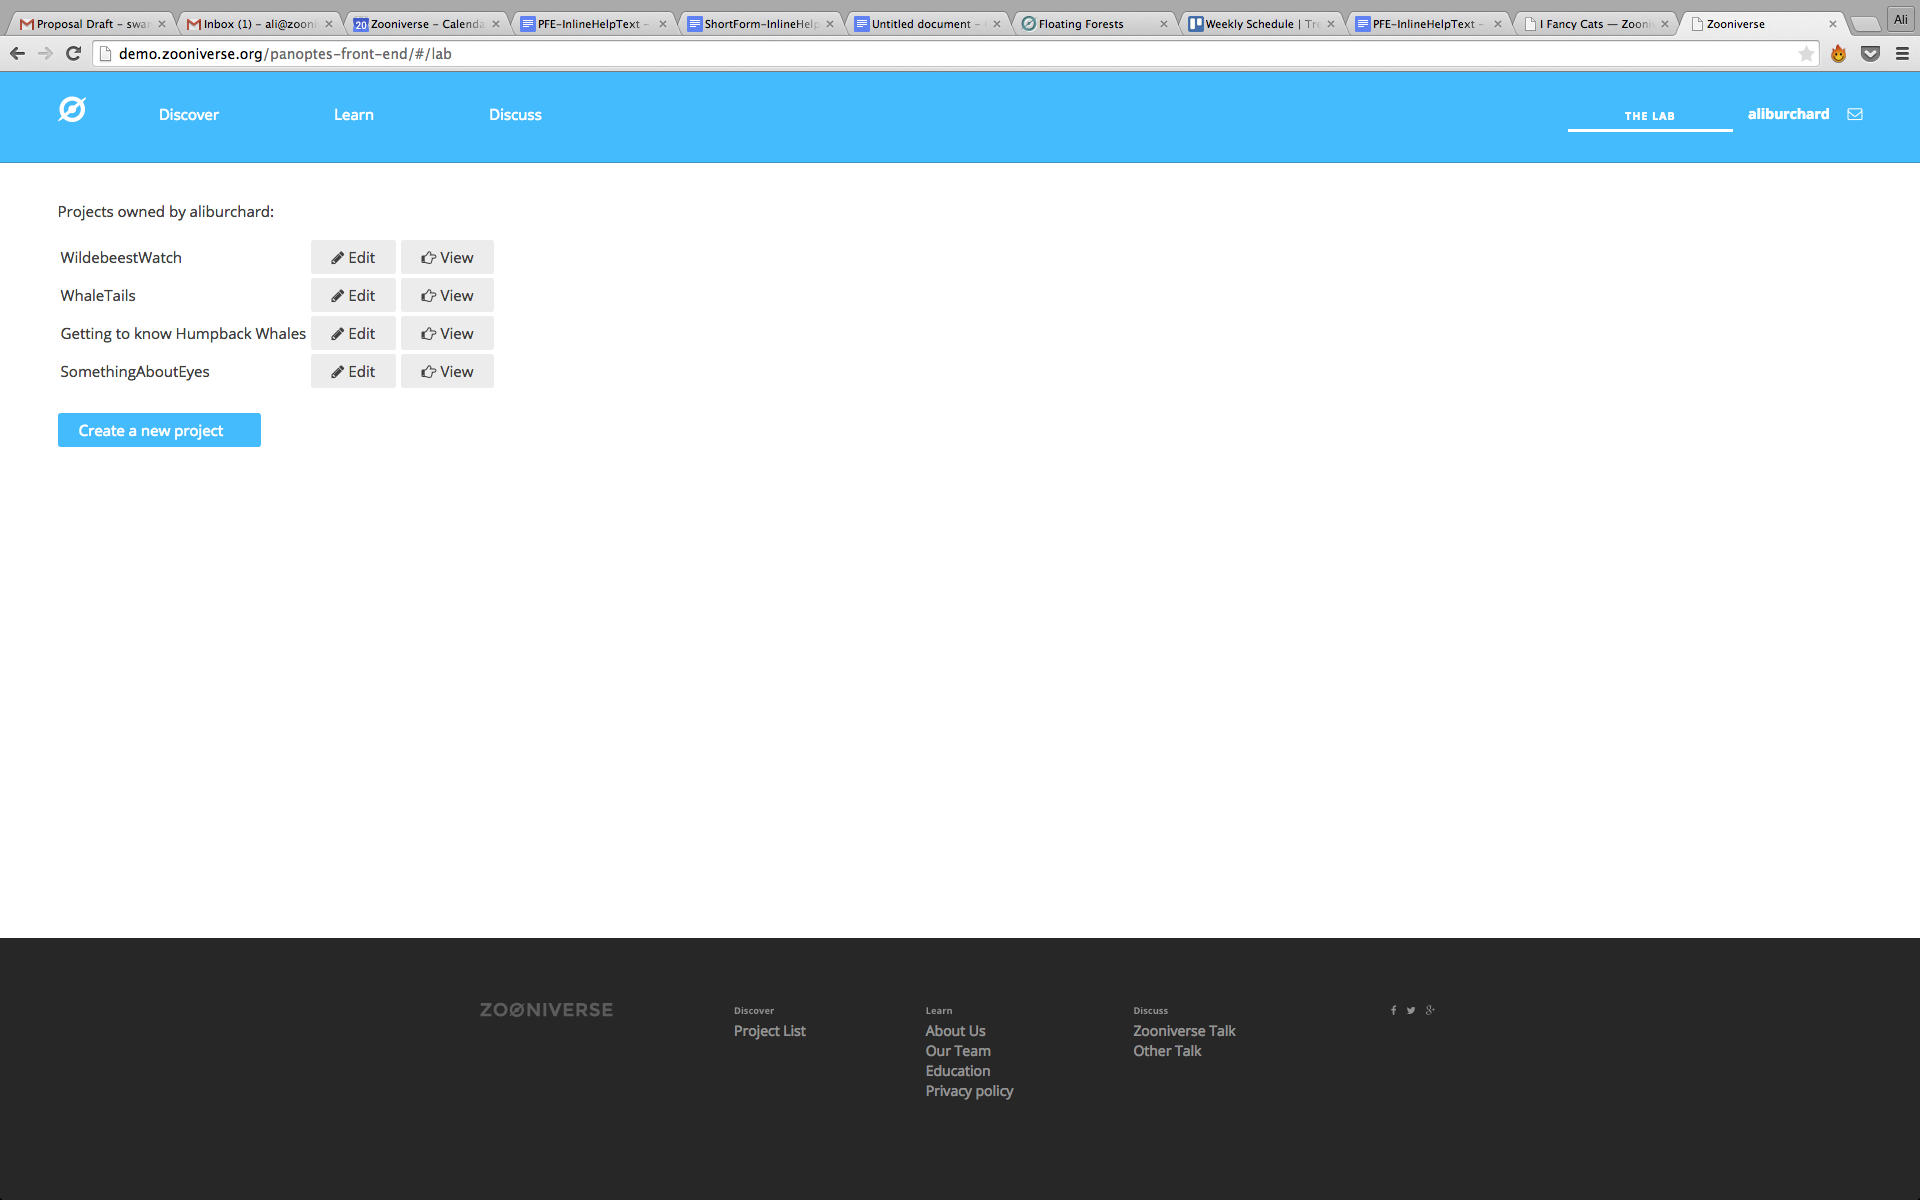 Proposal Draft – swan
Inbox (1) – ali@zooni
20 Zooniverse – Calenda
PFE-InlineHelpText –
ShortForm-InlineHelp
Untitled document –
Floating Forests
Weekly Schedule | Tre
PFE-InlineHelpText –
I Fancy Cats — Zooni
Zooniverse
Ali
demo.zooniverse.org/panoptes-front-end/#/lab
Discover
Learn
Discuss
THE LAB
aliburchard
Projects owned by aliburchard:
WildebeestWatch Edit View
WhaleTails Edit View
Getting to know Humpback Whales Edit View
SomethingAboutEyes Edit View
Create a new project
ZOONIVERSE
Discover
Project List
Learn
About Us
Our Team
Education
Privacy policy
Discuss
Zooniverse Talk
Other Talk